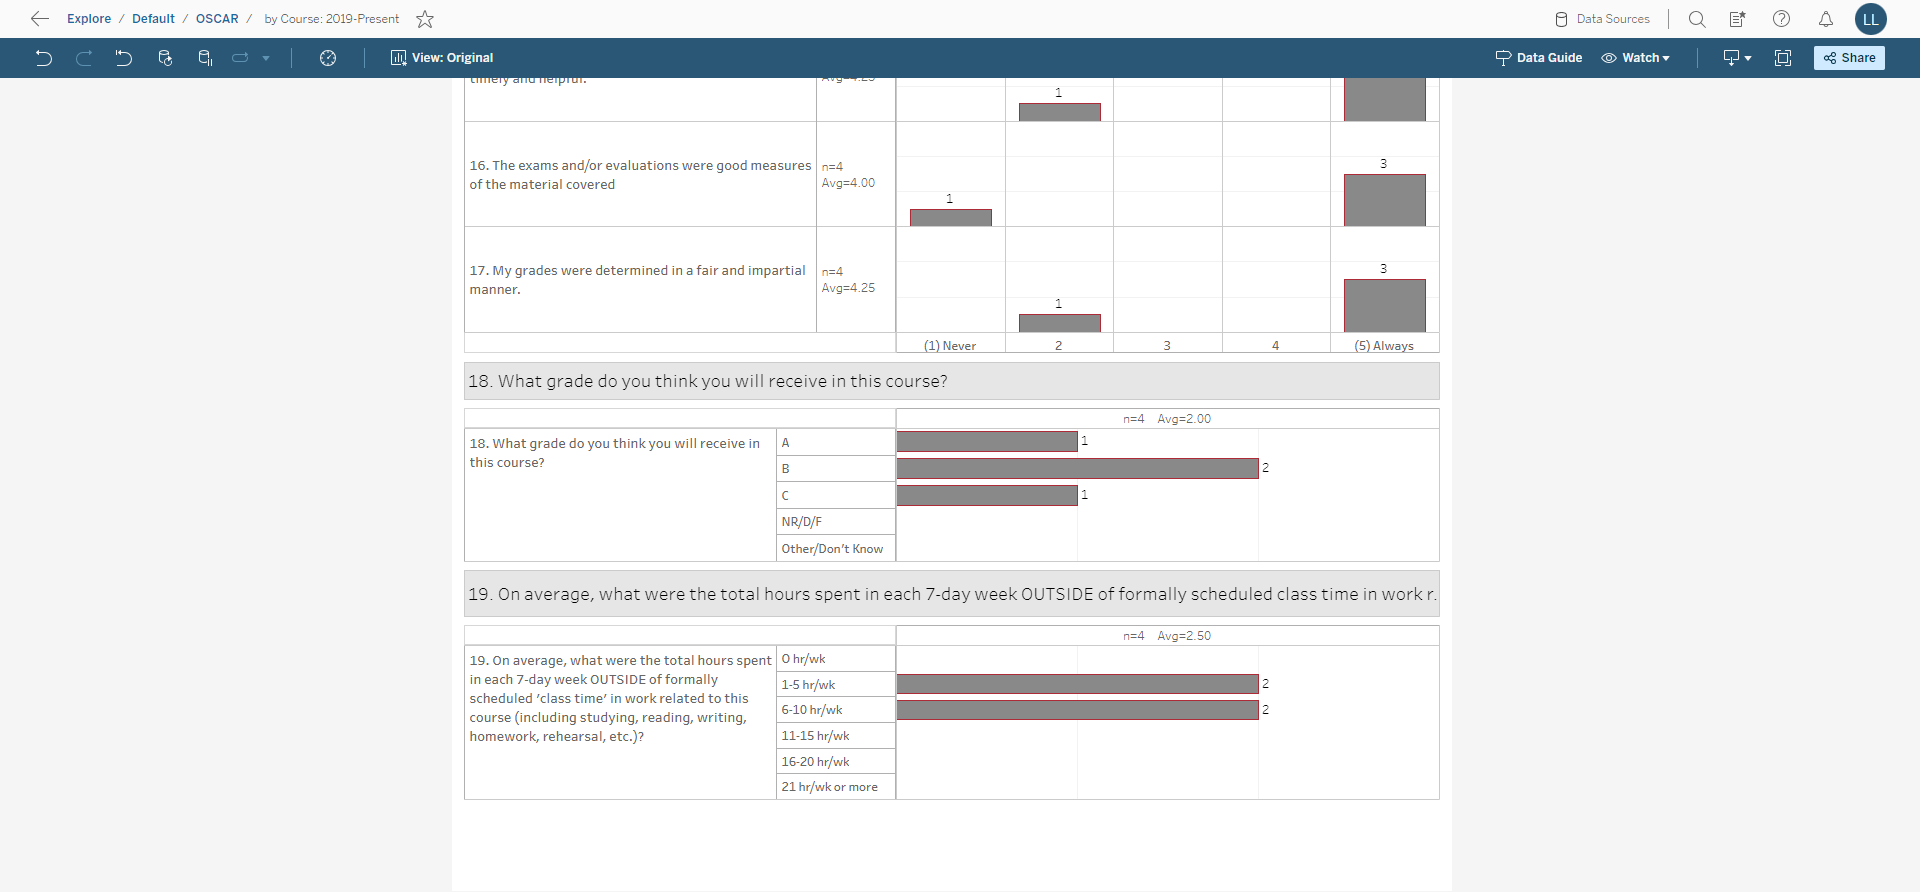 Explore / Default / OSCAR / by Course: 2019-Present
Data Sources
LL
View: Original
Data Guide
Watch
Share
timely and helpful.
Avg=4.25
1
16. The exams and/or evaluations were good measures
of the material covered
n=4
Avg=4.00
1
3
17. My grades were determined in a fair and impartial
manner.
n=4
Avg=4.25
1
3
(1) Never 2 3 4 (5) Always
18. What grade do you think you will receive in this course?
n=4 Avg=2.00
18. What grade do you think you will receive in
this course?
A 1
B 2
C 1
NR/D/F
Other/Don't Know
19. On average, what were the total hours spent in each 7-day week OUTSIDE of formally scheduled class time in work r.
n=4 Avg=2.50
19. On average, what were the total hours spent
in each 7-day week OUTSIDE of formally
scheduled ‘class time’ in work related to this
course (including studying, reading, writing,
homework, rehearsal, etc.)?
0 hr/wk
1-5 hr/wk 2
6-10 hr/wk 2
11-15 hr/wk
16-20 hr/wk
21 hr/wk or more